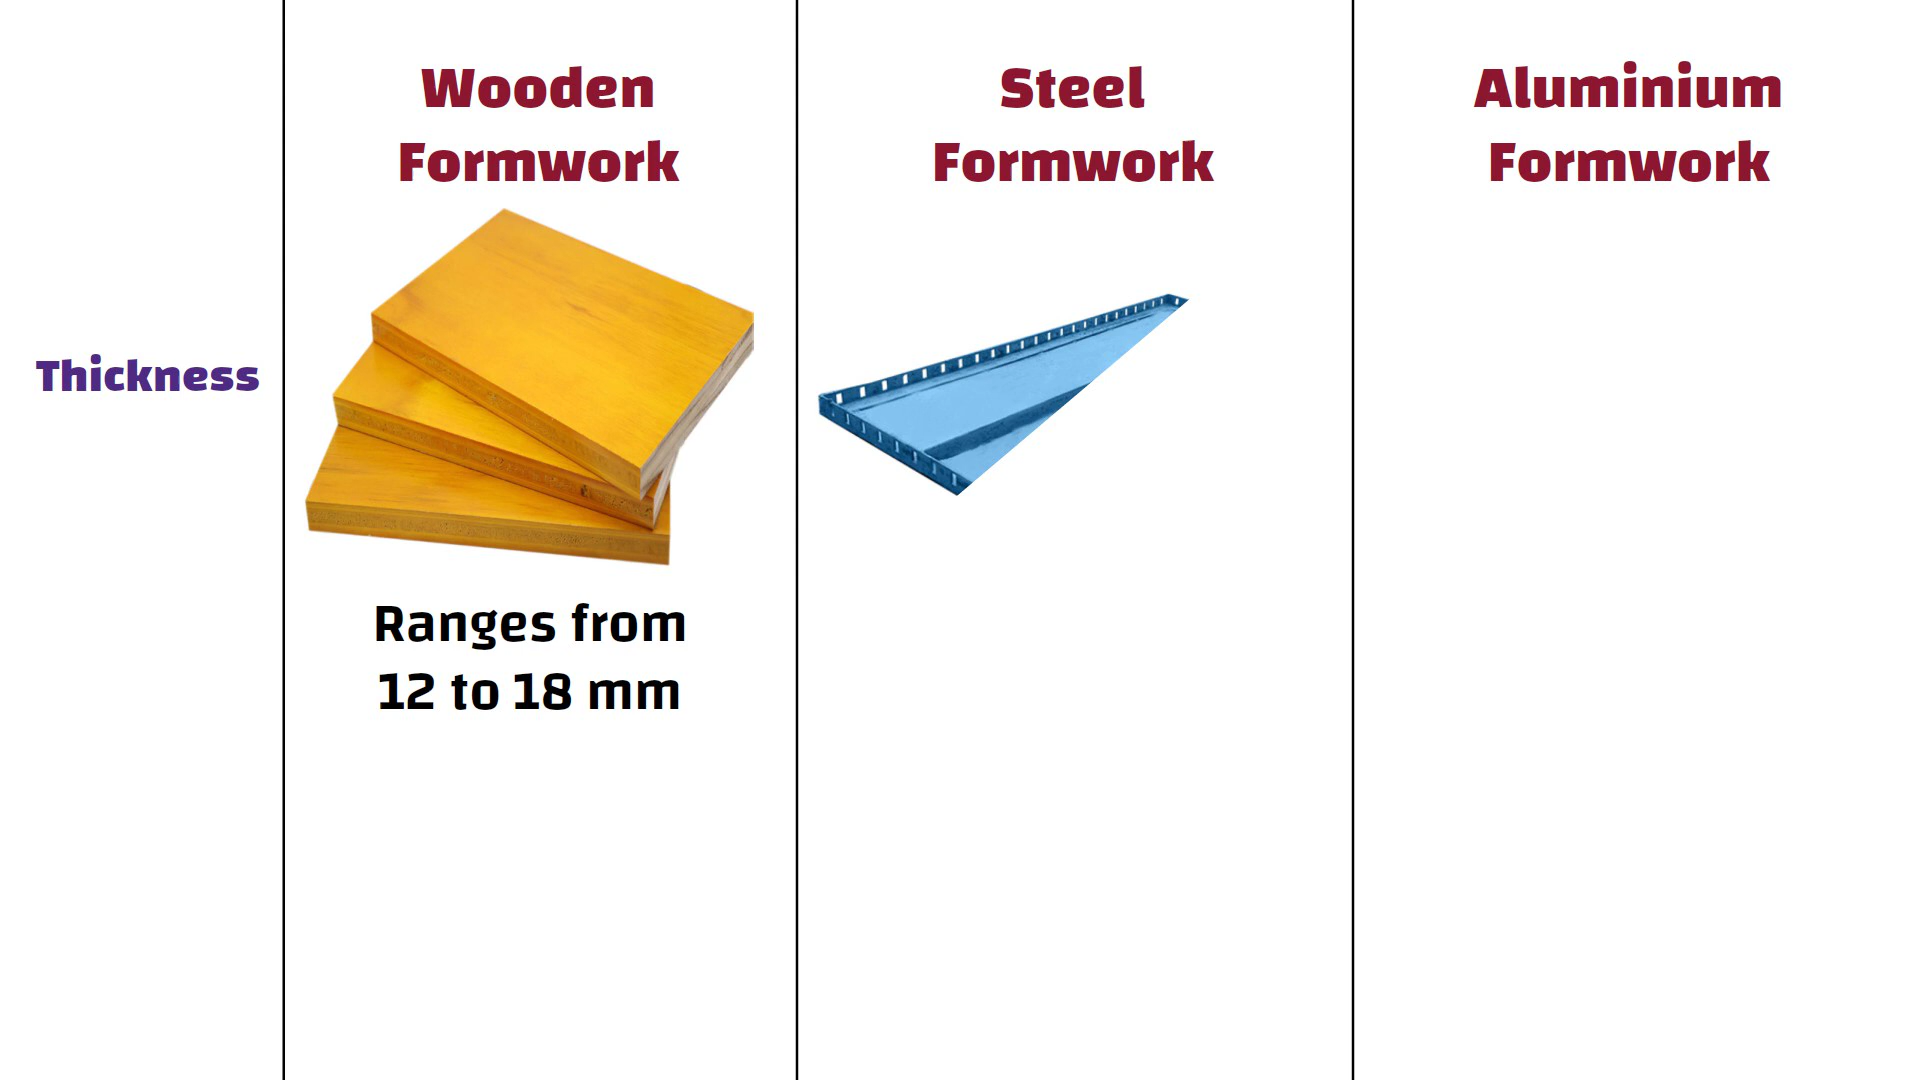 Wooden
Formwork
Steel
Formwork
Aluminium
Formwork
Thickness
Ranges from
12 to 18 mm